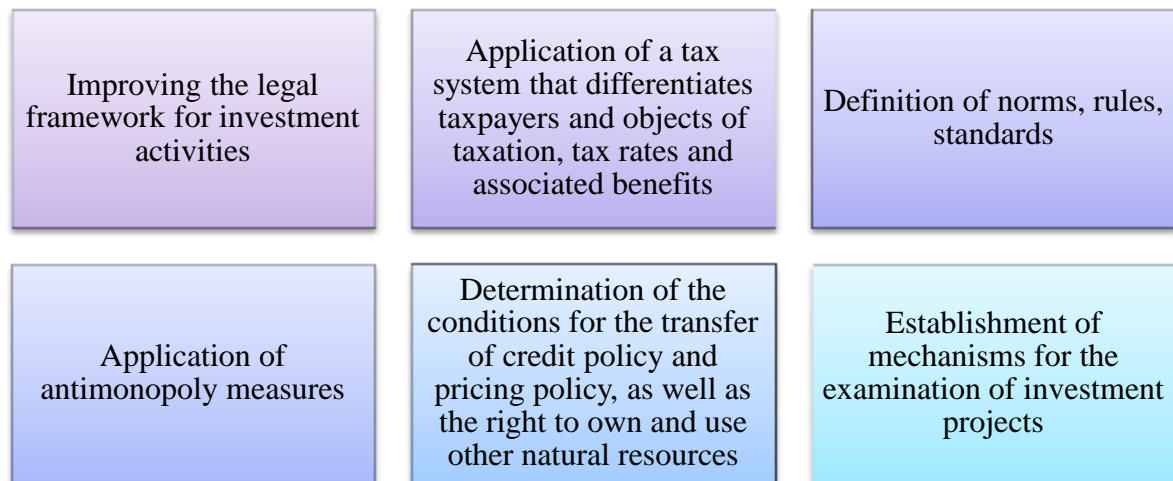 Improving the legal
framework for investment
activities
Application of a tax
system that differentiates
taxpayers and objects of
taxation, tax rates and
associated benefits
Definition of norms, rules,
standards
Application of
antimonopoly measures
Determination of the
conditions for the transfer
of credit policy and
pricing policy, as well as
the right to own and use
other natural resources
Establishment of
mechanisms for the
examination of investment
projects